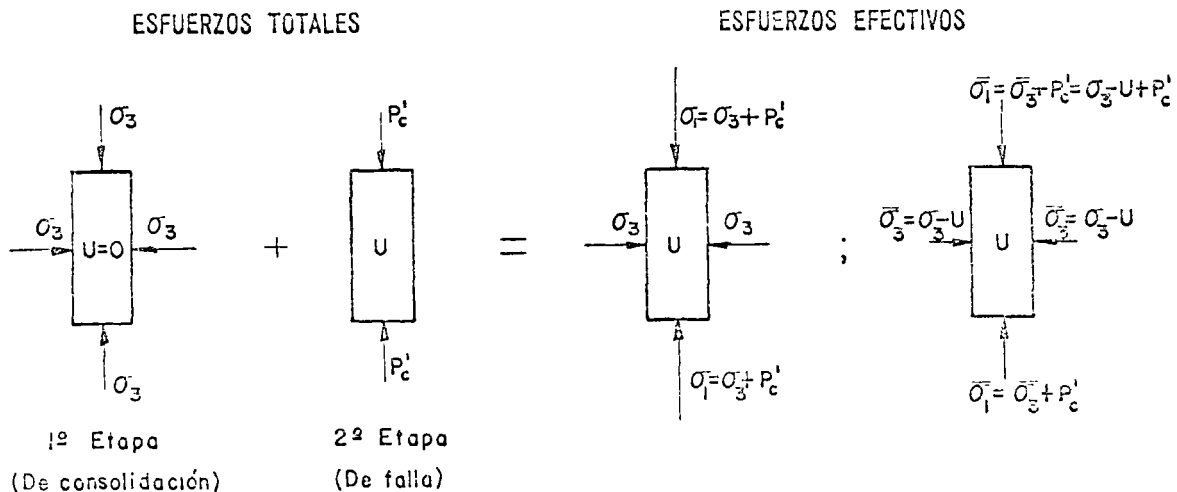 ESFUERZOS TOTALES
ESFUERZOS EFECTIVOS
σ3
σ3
U=0
σ3
σ3
1º Etapa
(De consolidación)
+
P'c
U
P'c
2ª Etapa
(De falla)
=
σ1=σ3+P'c
σ3
U
σ3
σ1=σ3+P'c
;
σ̄1=σ̄3+P'c=σ3-U+P'c
σ̄3=σ3-U
U
σ̄3=σ3-U
σ̄1=σ̄3+P'c